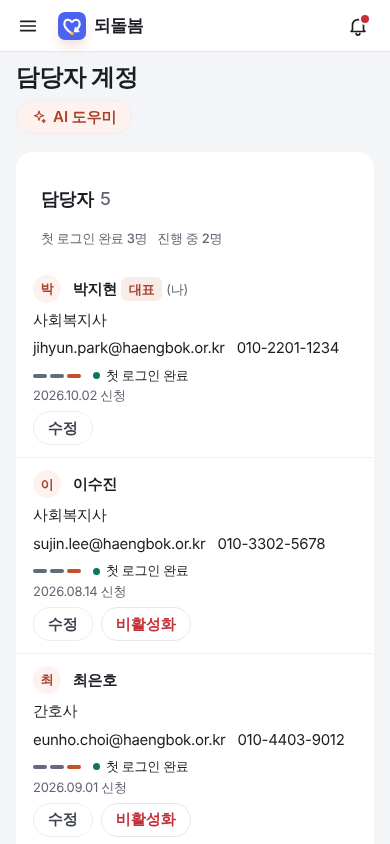 되돌봄
담당자 계정
AI 도우미
담당자 5
첫 로그인 완료 3명 진행 중 2명
박 박지현 대표 (나)
사회복지사
jihyun.park@haengbok.or.kr 010-2201-1234
첫 로그인 완료
2026.10.02 신청
수정
이 이수진
사회복지사
sujin.lee@haengbok.or.kr 010-3302-5678
첫 로그인 완료
2026.08.14 신청
수정 비활성화
최 최은호
간호사
eunho.choi@haengbok.or.kr 010-4403-9012
첫 로그인 완료
2026.09.01 신청
수정 비활성화